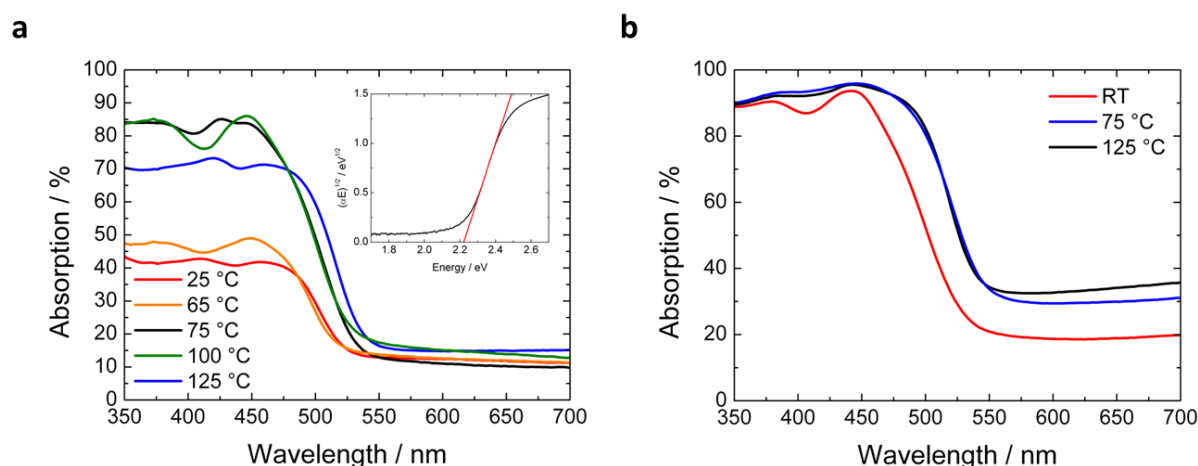 a
100
90
80
70
60
50
40
30
20
10
0
Absorption / %
350 400 450 500 550 600 650 700
Wavelength / nm
25 °C
65 °C
75 °C
100 °C
125 °C
1.5
1.0
0.5
0.0
(αE)^1/2 / eV^1/2
1.8 2.0 2.2 2.4 2.6
Energy / eV
b
100
80
60
40
20
0
Absorption / %
350 400 450 500 550 600 650 700
Wavelength / nm
RT
75 °C
125 °C